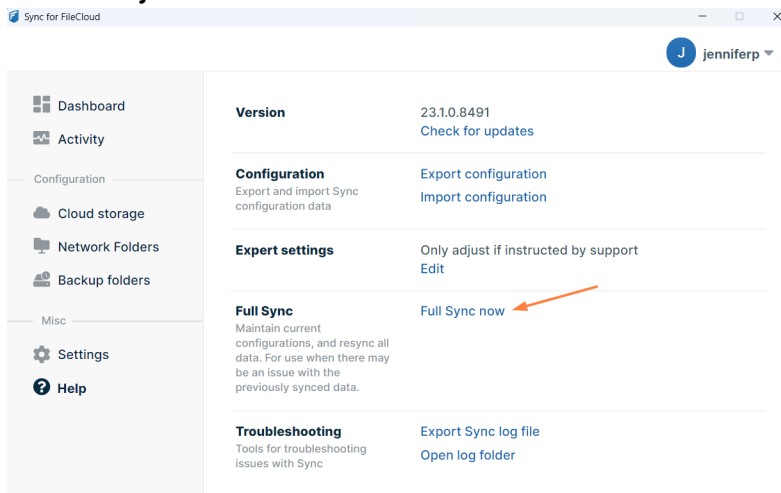 Sync for FileCloud
J jenniferp
Dashboard
Activity
Configuration
Cloud storage
Network Folders
Backup folders
Misc
Settings
Help
Version
23.1.0.8491
Check for updates
Configuration
Export and import Sync
configuration data
Export configuration
Import configuration
Expert settings
Only adjust if instructed by support
Edit
Full Sync
Maintain current
configurations, and resync all
data. For use when there may
be an issue with the
previously synced data.
Full Sync now
Troubleshooting
Tools for troubleshooting
issues with Sync
Export Sync log file
Open log folder